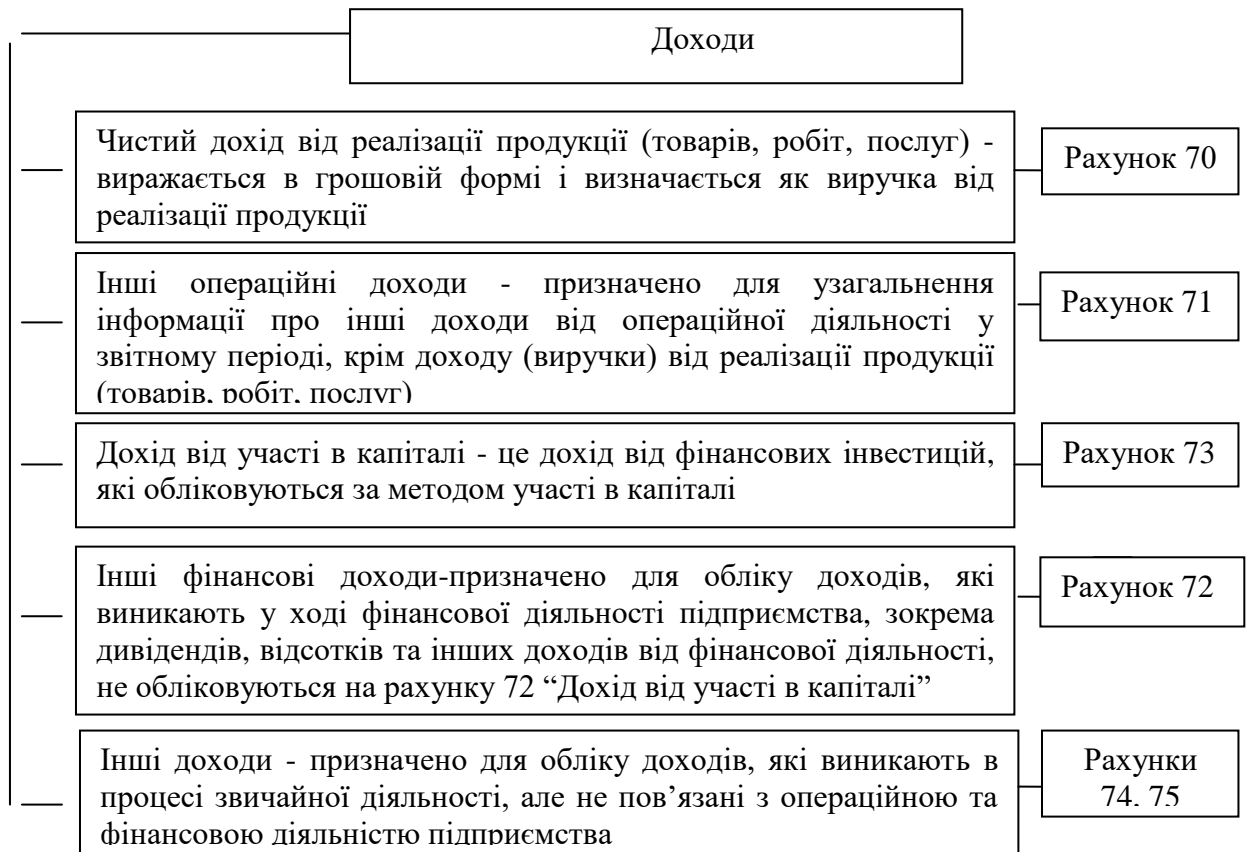 Доходи
Чистий дохід від реалізації продукції (товарів, робіт, послуг) -
виражається в грошовій формі і визначається як виручка від
реалізації продукції
Рахунок 70
Інші операційні доходи - призначено для узагальнення
інформації про інші доходи від операційної діяльності у
звітному періоді, крім доходу (виручки) від реалізації продукції
(товарів, робіт, послуг)
Рахунок 71
Дохід від участі в капіталі - це дохід від фінансових інвестицій,
які обліковуються за методом участі в капіталі
Рахунок 73
Інші фінансові доходи-призначено для обліку доходів, які
виникають у ході фінансової діяльності підприємства, зокрема
дивідендів, відсотків та інших доходів від фінансової діяльності,
не обліковуються на рахунку 72 “Дохід від участі в капіталі”
Рахунок 72
Інші доходи - призначено для обліку доходів, які виникають в
процесі звичайної діяльності, але не пов’язані з операційною та
фінансовою діяльністю підприємства
Рахунки
74, 75